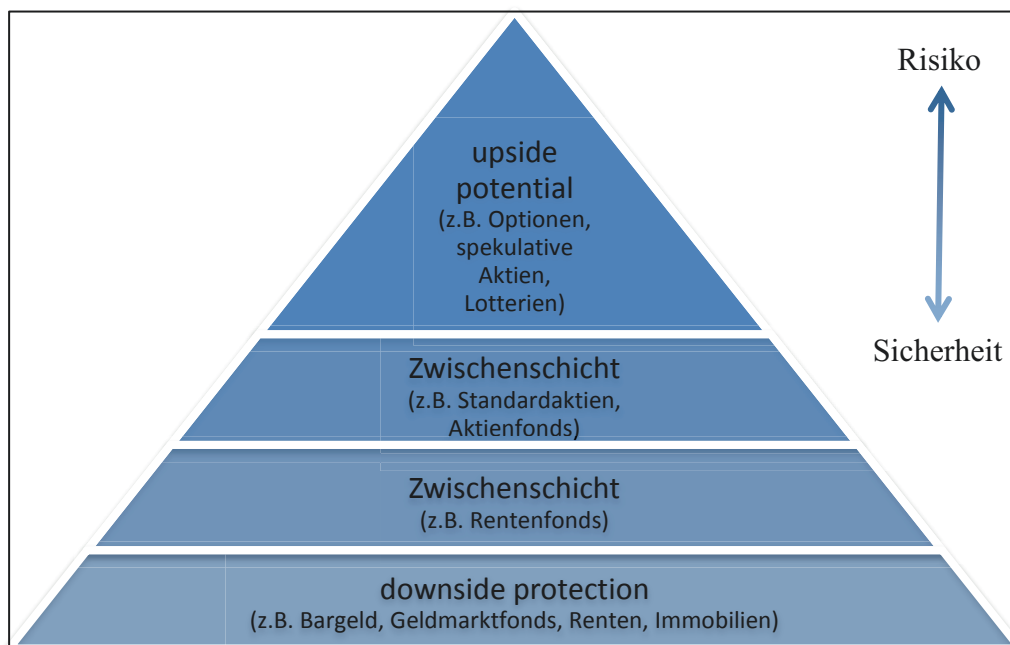 Risiko
upside
potential
(z.B. Optionen,
spekulative
Aktien,
Lotterien)
Sicherheit
Zwischenschicht
(z.B. Standardaktien,
Aktienfonds)
Zwischenschicht
(z.B. Rentenfonds)
downside protection
(z.B. Bargeld, Geldmarktfonds, Renten, Immobilien)